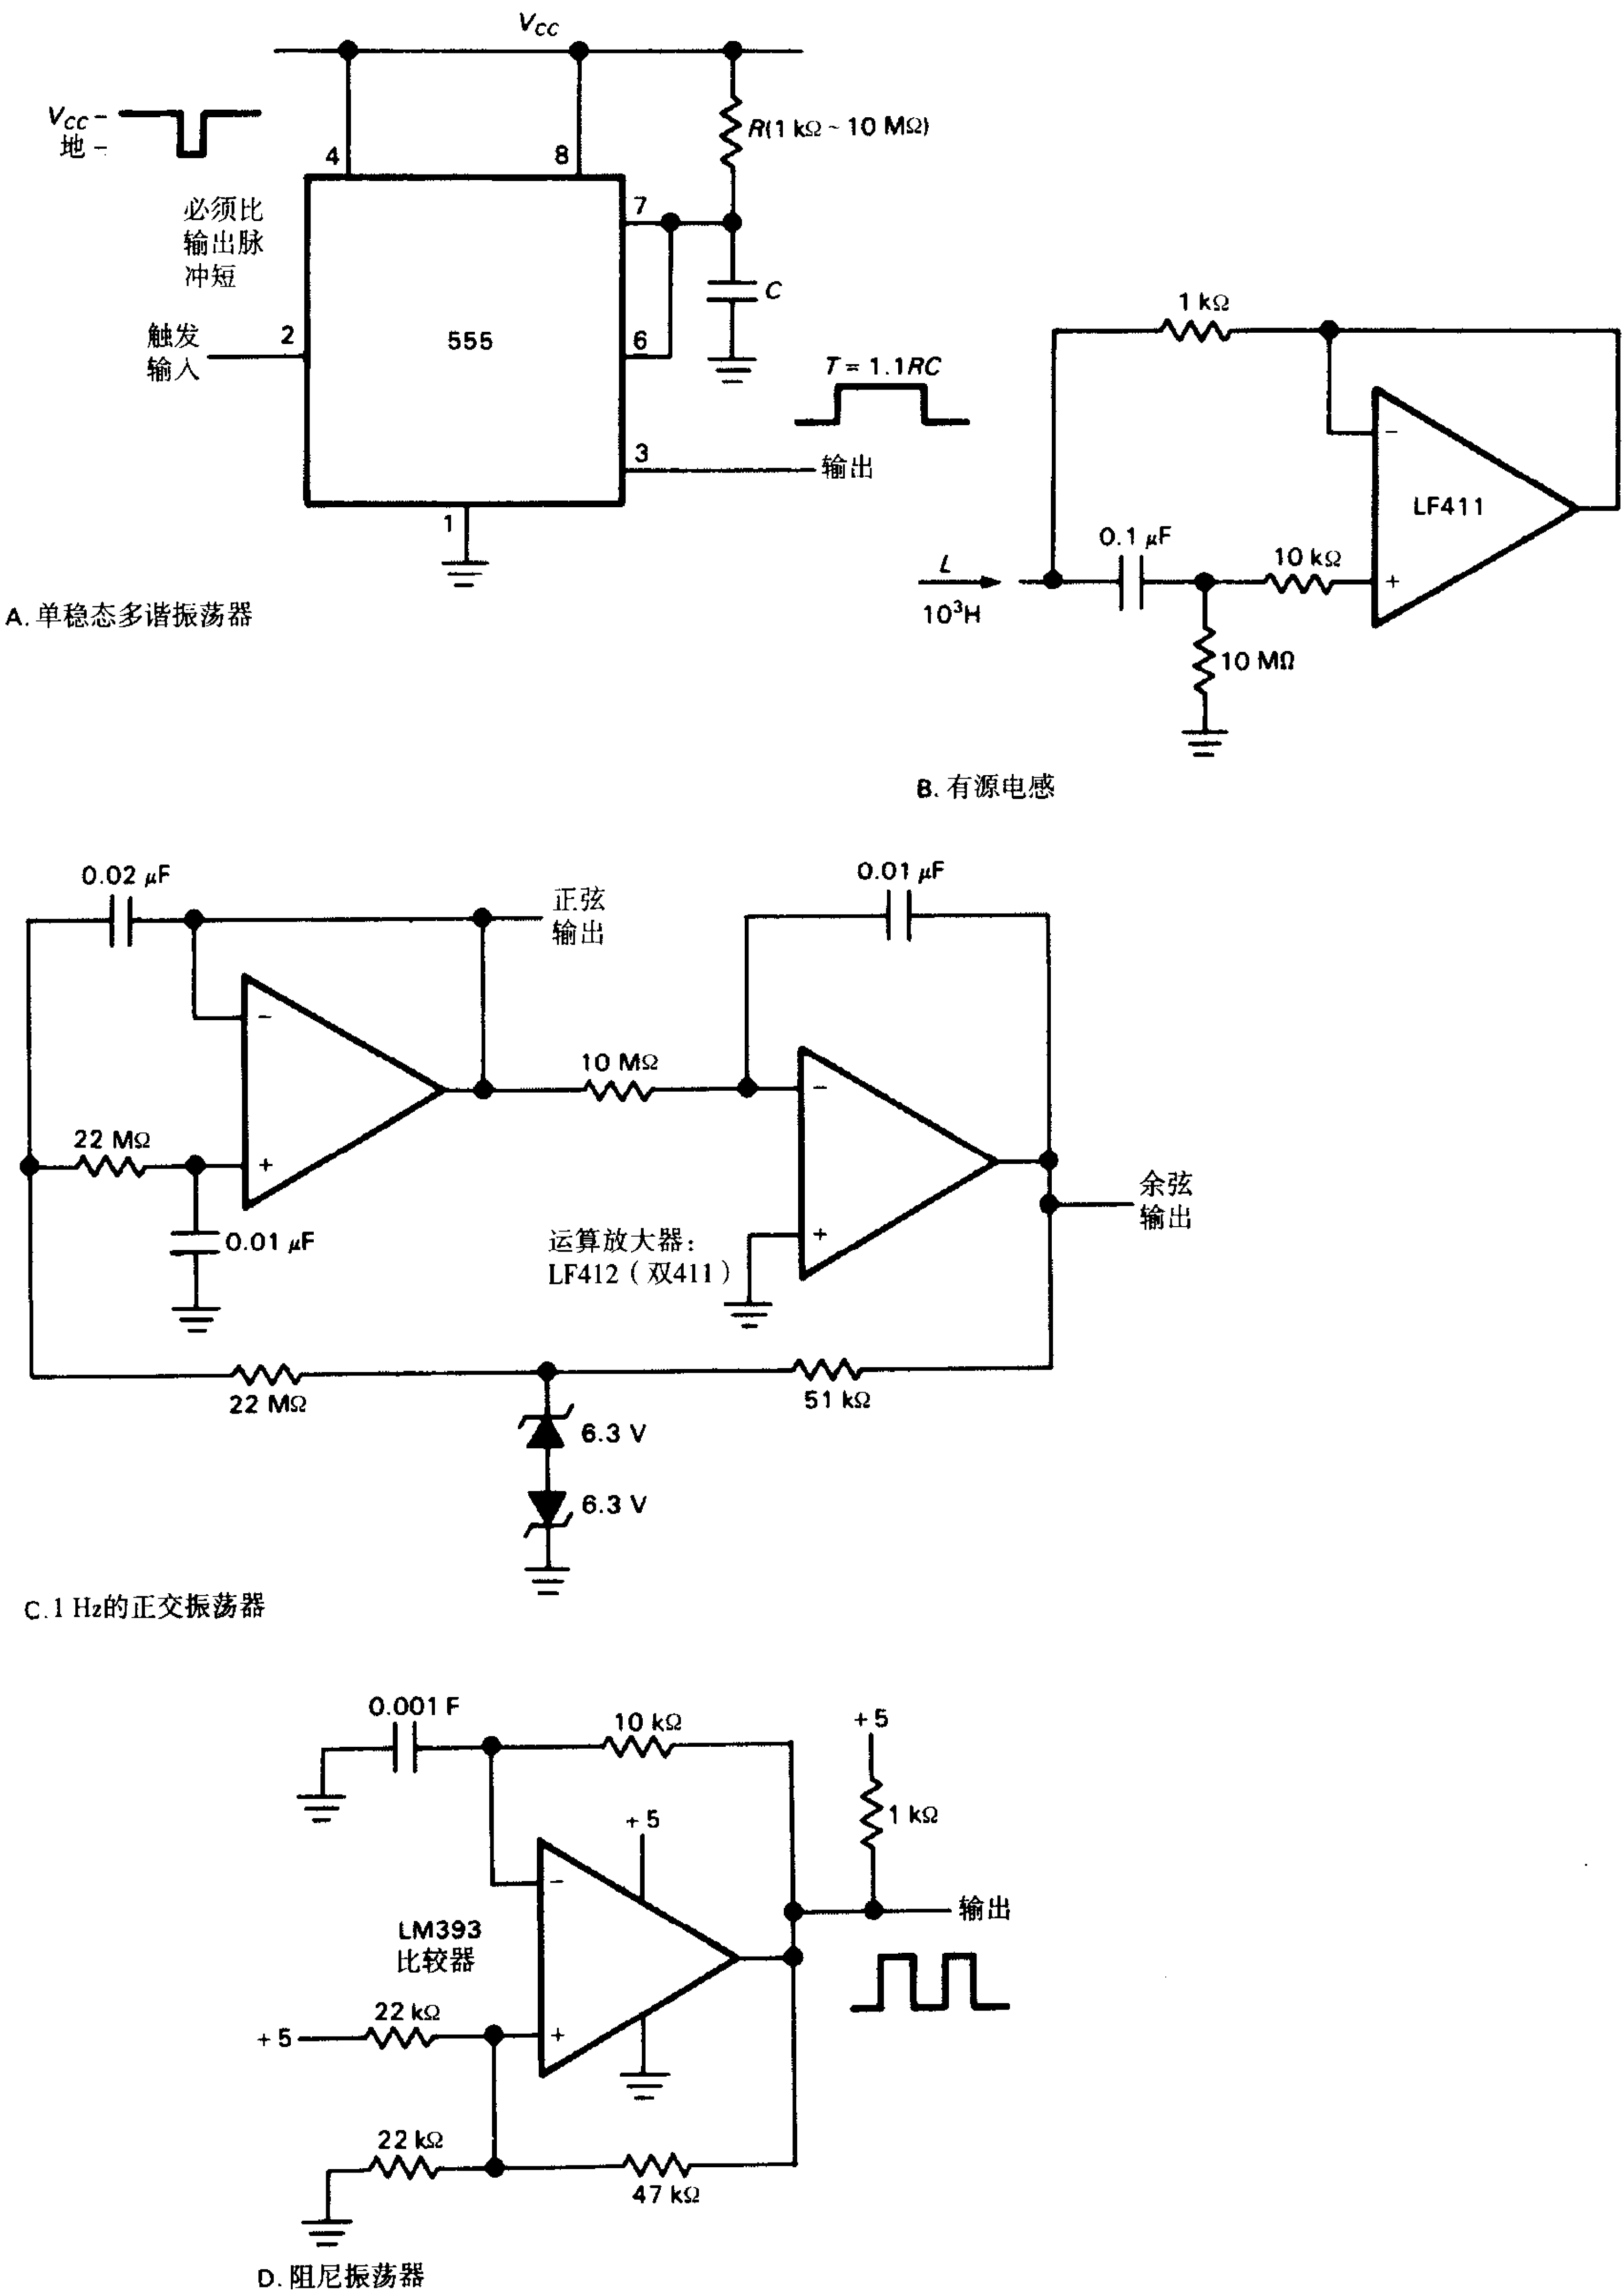 V_CC
V_CC
地
4
8
R(1 kΩ ~ 10 MΩ)
必须比
输出脉
冲短
7
C
触发
输入
2
555
6
T = 1.1RC
3
输出
1
A. 单稳态多谐振荡器
1 kΩ
−
LF411
0.1 μF
10 kΩ
+
L
10³H
10 MΩ
B. 有源电感
0.02 μF
正弦
输出
0.01 μF
−
10 MΩ
−
22 MΩ
+
0.01 μF
运算放大器:
LF412(双411)
+
余弦
输出
22 MΩ
51 kΩ
6.3 V
6.3 V
C. 1 Hz的正交振荡器
0.001 F
10 kΩ
+5
1 kΩ
+5
−
输出
LM393
比较器
22 kΩ
+5
+
22 kΩ
47 kΩ
D. 阻尼振荡器